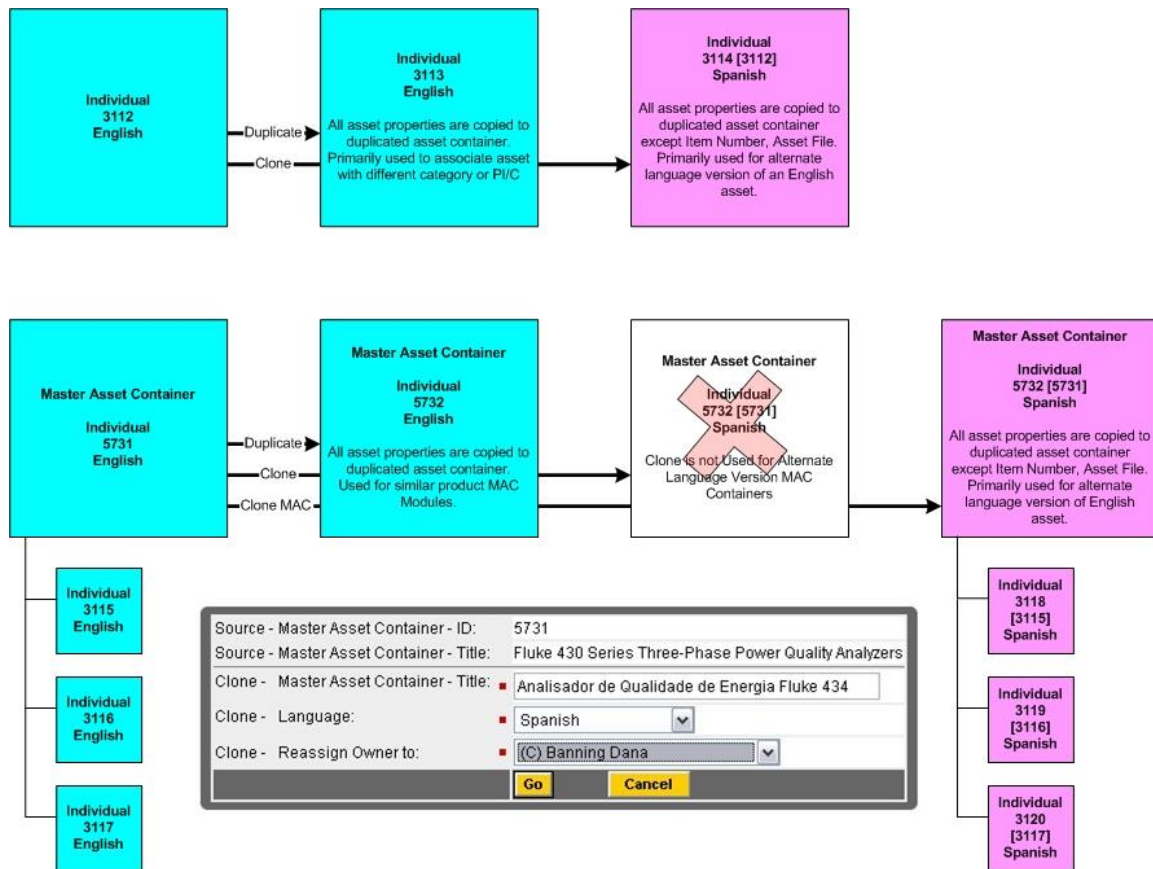 Individual
3112
English
Duplicate
Clone
Individual
3113
English
All asset properties are copied to
duplicated asset container.
Primarily used to associate asset
with different category or PI/C
Individual
3114 [3112]
Spanish
All asset properties are copied to
duplicated asset container
except Item Number, Asset File.
Primarily used for alternate
language version of an English
asset.
Master Asset Container
Individual
5731
English
Duplicate
Clone
Clone MAC
Master Asset Container
Individual
5732
English
All asset properties are copied to
duplicated asset container.
Used for similar product MAC
Modules.
Master Asset Container
Individual
5732 [5731]
Spanish
Clone is not Used for Alternate
Language Version MAC
Containers
Master Asset Container
Individual
5732 [5731]
Spanish
All asset properties are copied to
duplicated asset container
except Item Number, Asset File.
Primarily used for alternate
language version of English
asset.
Individual
3115
English
Individual
3116
English
Individual
3117
English
Source - Master Asset Container - ID: 5731
Source - Master Asset Container - Title: Fluke 430 Series Three-Phase Power Quality Analyzers
Clone - Master Asset Container - Title: Analisador de Qualidade de Energia Fluke 434
Clone - Language: Spanish
Clone - Reassign Owner to: (C) Banning Dana
Go Cancel
Individual
3118
[3115]
Spanish
Individual
3119
[3116]
Spanish
Individual
3120
[3117]
Spanish